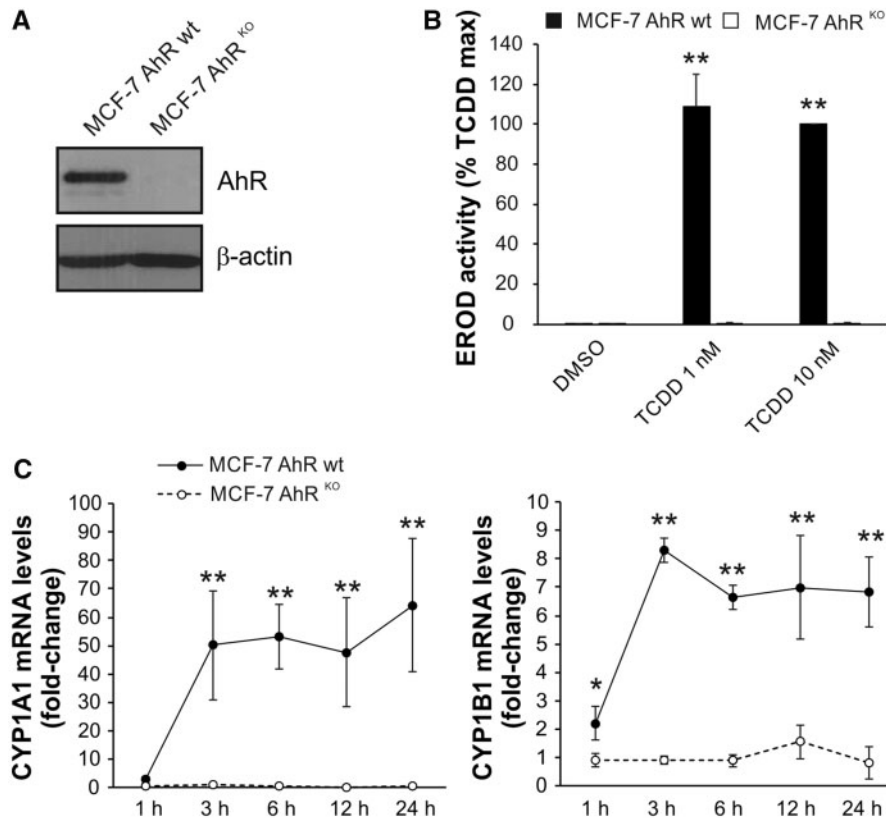 A
MCF-7 AhR wt
MCF-7 AhR KO
AhR
β-actin
B
MCF-7 AhR wt
MCF-7 AhR KO
EROD activity (% TCDD max)
140
120
100
80
60
40
20
0
**
**
DMSO
TCDD 1 nM
TCDD 10 nM
C
MCF-7 AhR wt
MCF-7 AhR KO
CYP1A1 mRNA levels
(fold-change)
100
90
80
70
60
50
40
30
20
10
0
**
**
**
**
1 h
3 h
6 h
12 h
24 h
CYP1B1 mRNA levels
(fold-change)
10
9
8
7
6
5
4
3
2
1
0
*
**
**
**
**
1 h
3 h
6 h
12 h
24 h